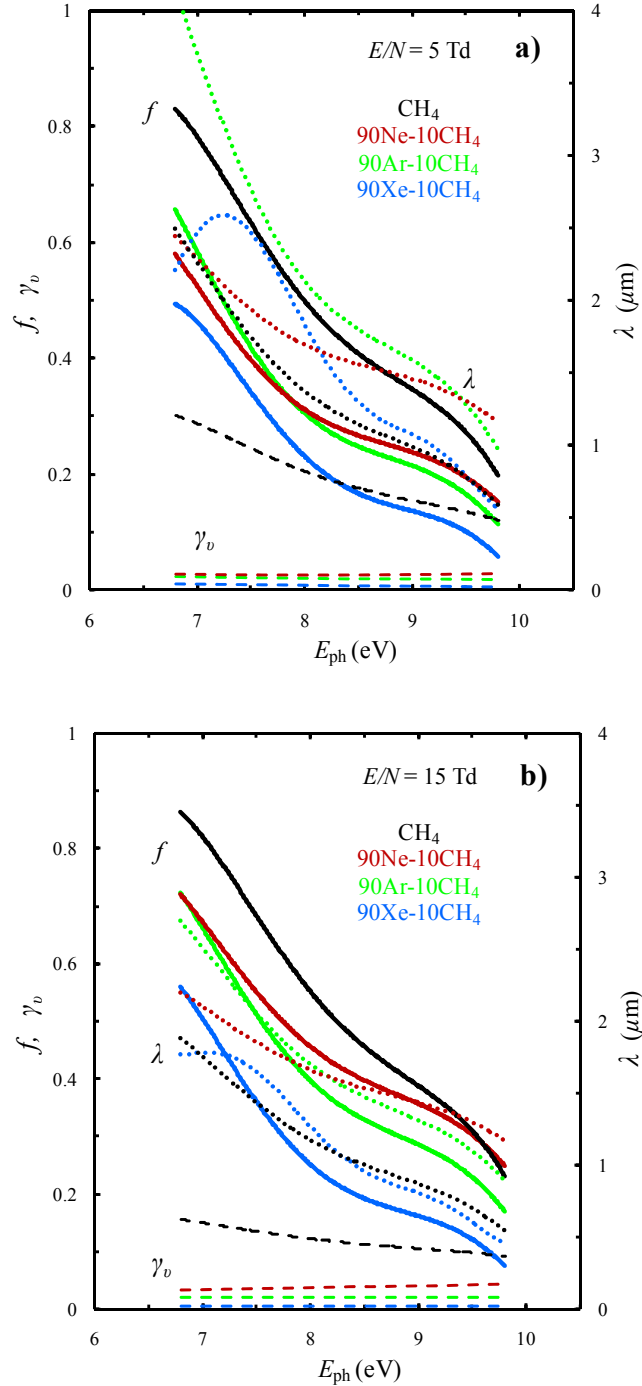 E/N = 5 Td
a)
CH₄
90Ne-10CH₄
90Ar-10CH₄
90Xe-10CH₄
f
λ
γᵥ
f, γᵥ
λ (μm)
0
0.2
0.4
0.6
0.8
1
0
1
2
3
4
6
7
8
9
10
E_ph (eV)
E/N = 15 Td
b)
CH₄
90Ne-10CH₄
90Ar-10CH₄
90Xe-10CH₄
f
λ
γᵥ
f, γᵥ
λ (μm)
0
0.2
0.4
0.6
0.8
1
0
1
2
3
4
6
7
8
9
10
E_ph (eV)